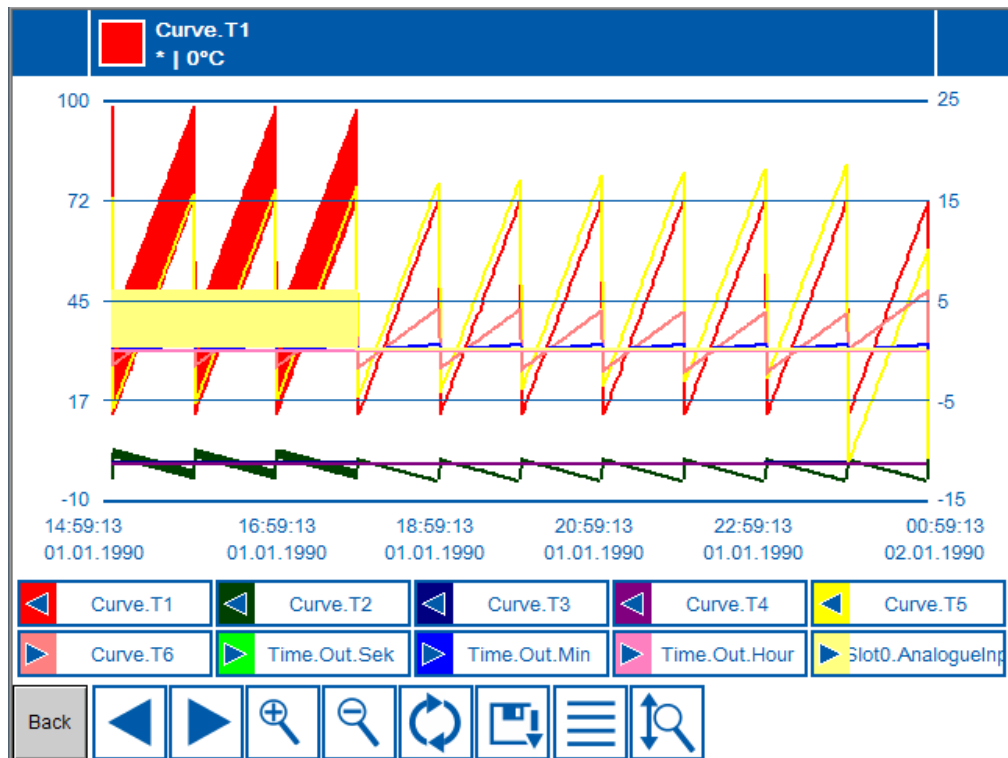 Curve.T1
* | 0°C
100
25
72
15
45
5
17
-5
-10
-15
14:59:13
16:59:13
18:59:13
20:59:13
22:59:13
00:59:13
01.01.1990
01.01.1990
01.01.1990
01.01.1990
01.01.1990
02.01.1990
Curve.T1
Curve.T2
Curve.T3
Curve.T4
Curve.T5
Curve.T6
Time.Out.Sek
Time.Out.Min
Time.Out.Hour
Slot0.AnalogueInp
Back